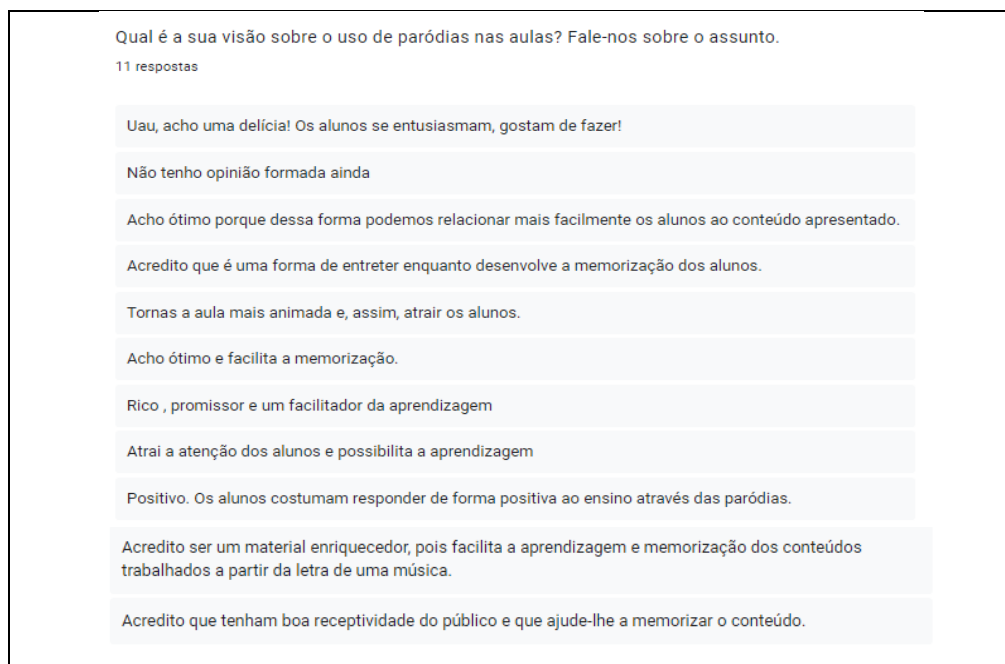 Qual é a sua visão sobre o uso de paródias nas aulas? Fale-nos sobre o assunto.
11 respostas
Uau, acho uma delícia! Os alunos se entusiasmam, gostam de fazer!
Não tenho opinião formada ainda
Acho ótimo porque dessa forma podemos relacionar mais facilmente os alunos ao conteúdo apresentado.
Acredito que é uma forma de entreter enquanto desenvolve a memorização dos alunos.
Tornas a aula mais animada e, assim, atrair os alunos.
Acho ótimo e facilita a memorização.
Rico , promissor e um facilitador da aprendizagem
Atrai a atenção dos alunos e possibilita a aprendizagem
Positivo. Os alunos costumam responder de forma positiva ao ensino através das paródias.
Acredito ser um material enriquecedor, pois facilita a aprendizagem e memorização dos conteúdos
trabalhados a partir da letra de uma música.
Acredito que tenham boa receptividade do público e que ajude-lhe a memorizar o conteúdo.